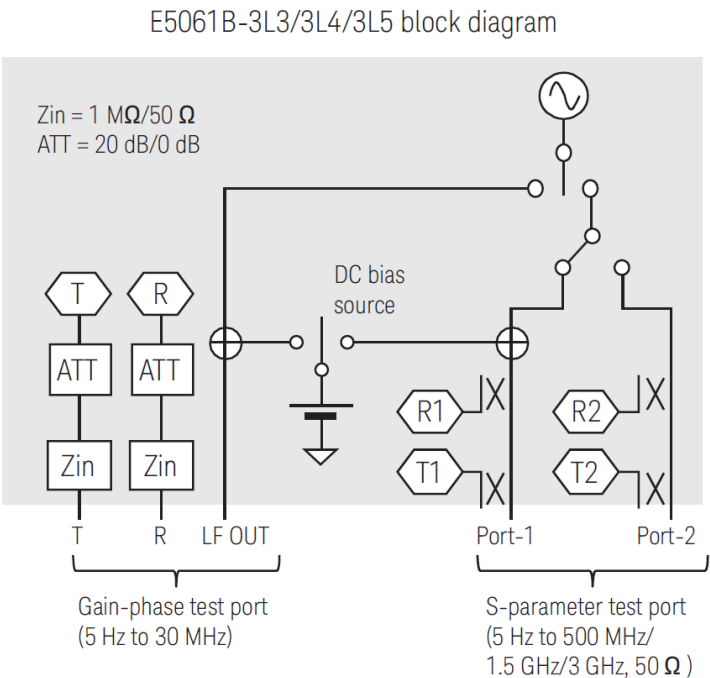 E5061B-3L3/3L4/3L5 block diagram
Zin = 1 MΩ/50 Ω
ATT = 20 dB/0 dB
DC bias
source
T
R
ATT
ATT
R1
R2
Zin
Zin
T1
T2
T
R
LF OUT
Port-1
Port-2
Gain-phase test port
(5 Hz to 30 MHz)
S-parameter test port
(5 Hz to 500 MHz/
1.5 GHz/3 GHz, 50 Ω )